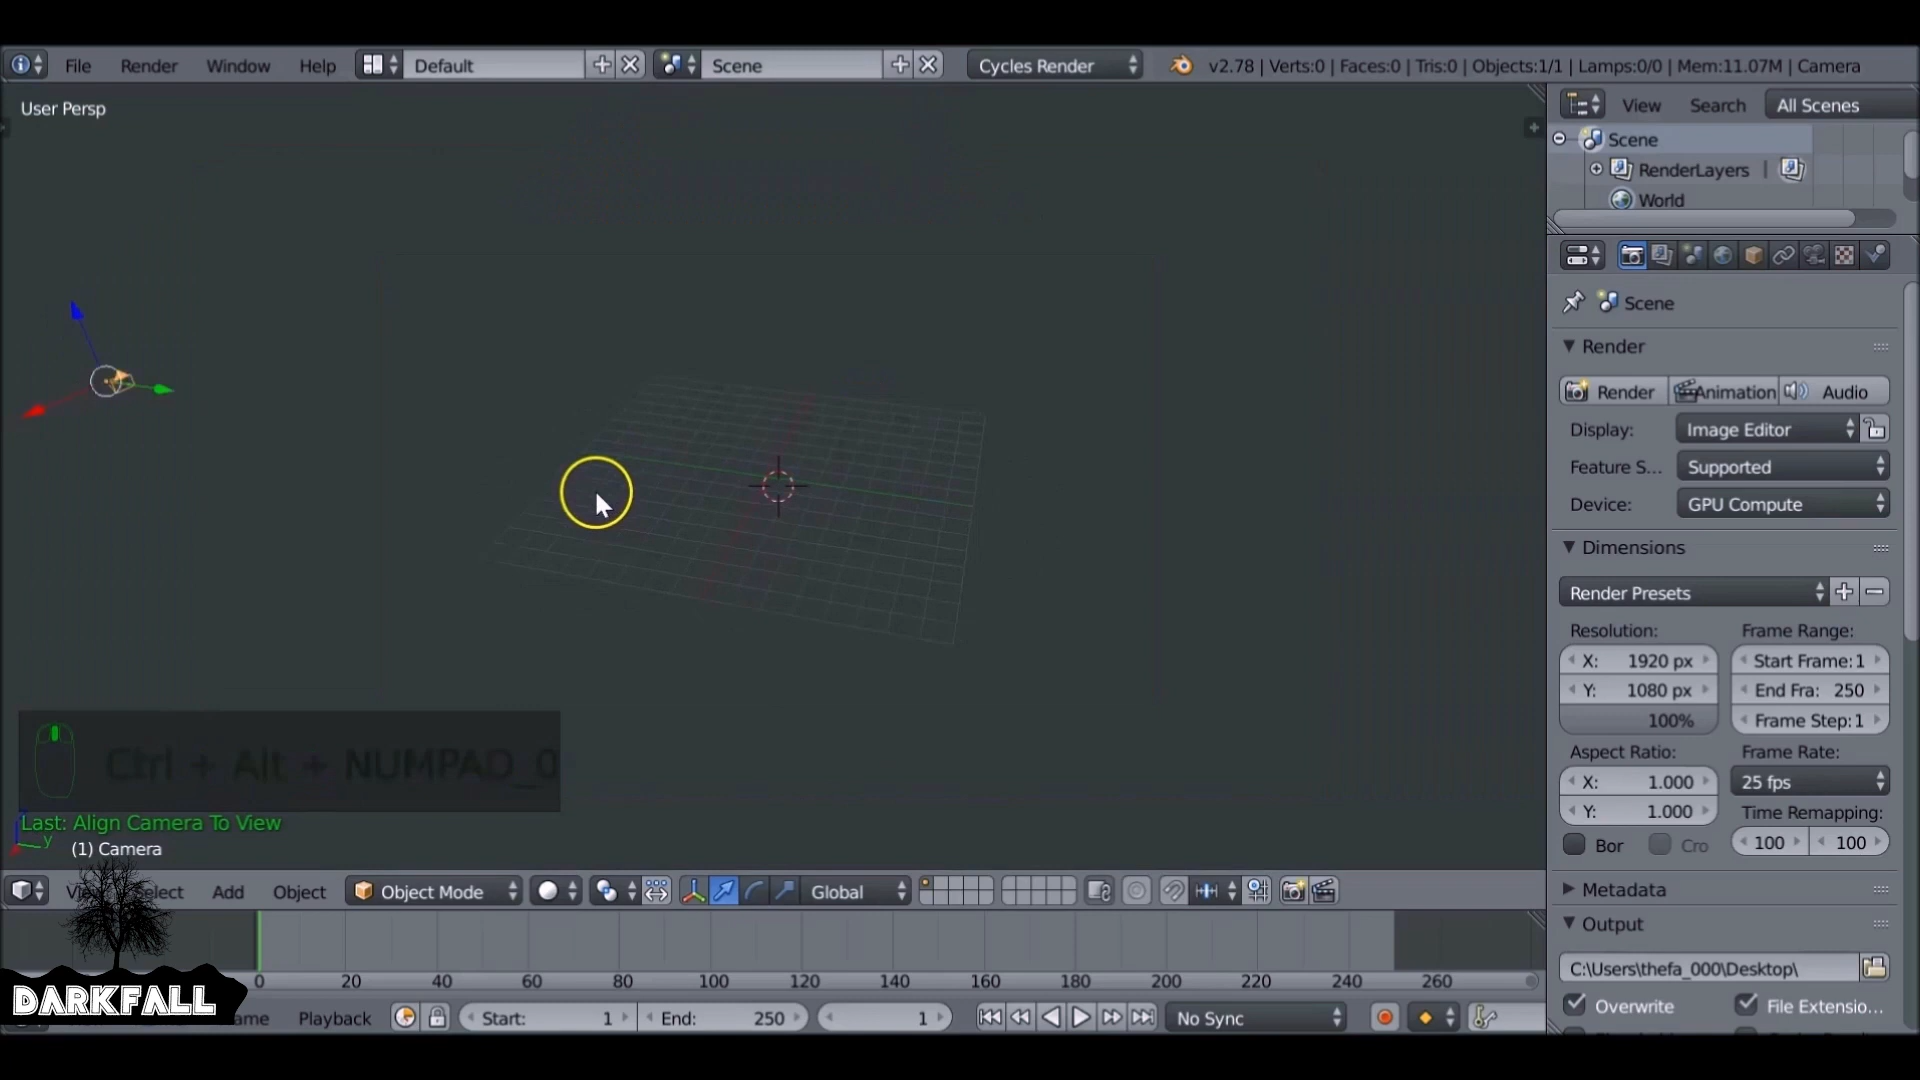 File Render Window Help Default Scene Cycles Render v2.78 | Verts:0 | Faces:0 | Tris:0 | Objects:1/1 | Lamps:0/0 | Mem:11.07M | Camera
User Persp
View Search All Scenes
Scene
RenderLayers
World
Scene
Render
Render Animation Audio
Display: Image Editor
Feature S... Supported
Device: GPU Compute
Dimensions
Render Presets
Resolution: Frame Range:
X: 1920 px Start Frame:1
Y: 1080 px End Fra: 250
100% Frame Step:1
Aspect Ratio: Frame Rate:
X: 1.000 25 fps
Y: 1.000 Time Remapping:
Bor Cro 100 100
Metadata
Output
C:\Users\thefa_000\Desktop\
Overwrite File Extensio...
Ctrl + Alt + NUMPAD_0
Last: Align Camera To View
y
(1) Camera
Add Object Object Mode Global
0 20 40 60 80 100 120 140 160 180 200 220 240 260
DARKFALL
Playback Start: 1 End: 250 1 No Sync